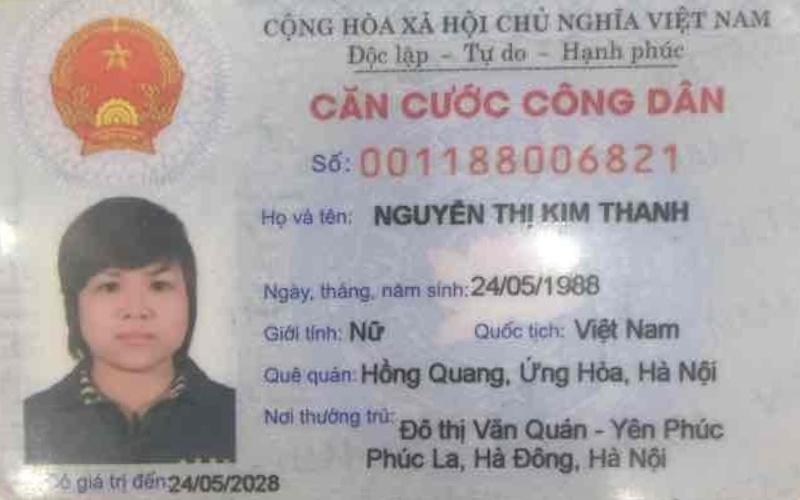 CỘNG HÒA XÃ HỘI CHỦ NGHĨA VIỆT NAM
Độc lập - Tự do - Hạnh phúc
CĂN CƯỚC CÔNG DÂN
Số: 001188006821
Họ và tên: NGUYỄN THỊ KIM THANH
Ngày, tháng, năm sinh: 24/05/1988
Giới tính: Nữ Quốc tịch: Việt Nam
Quê quán: Hồng Quang, Ứng Hòa, Hà Nội
Nơi thường trú: Đô thị Văn Quán - Yên Phúc
Phúc La, Hà Đông, Hà Nội
Có giá trị đến: 24/05/2028